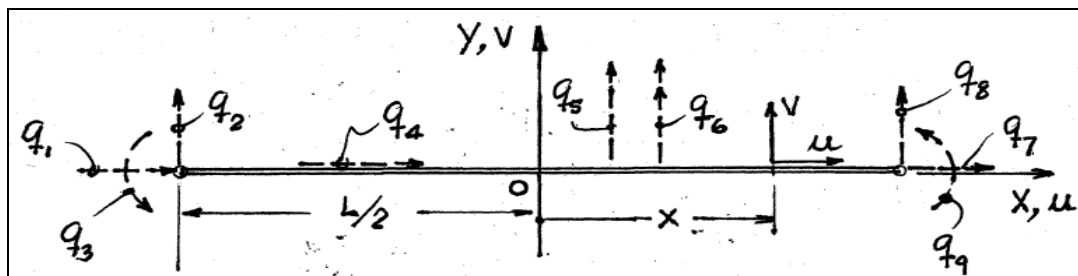 Y, V
q₁
q₂
q₃
q₄
q₅
q₆
V
u
q₈
q₇
O
L/2
X
X, u
q₉